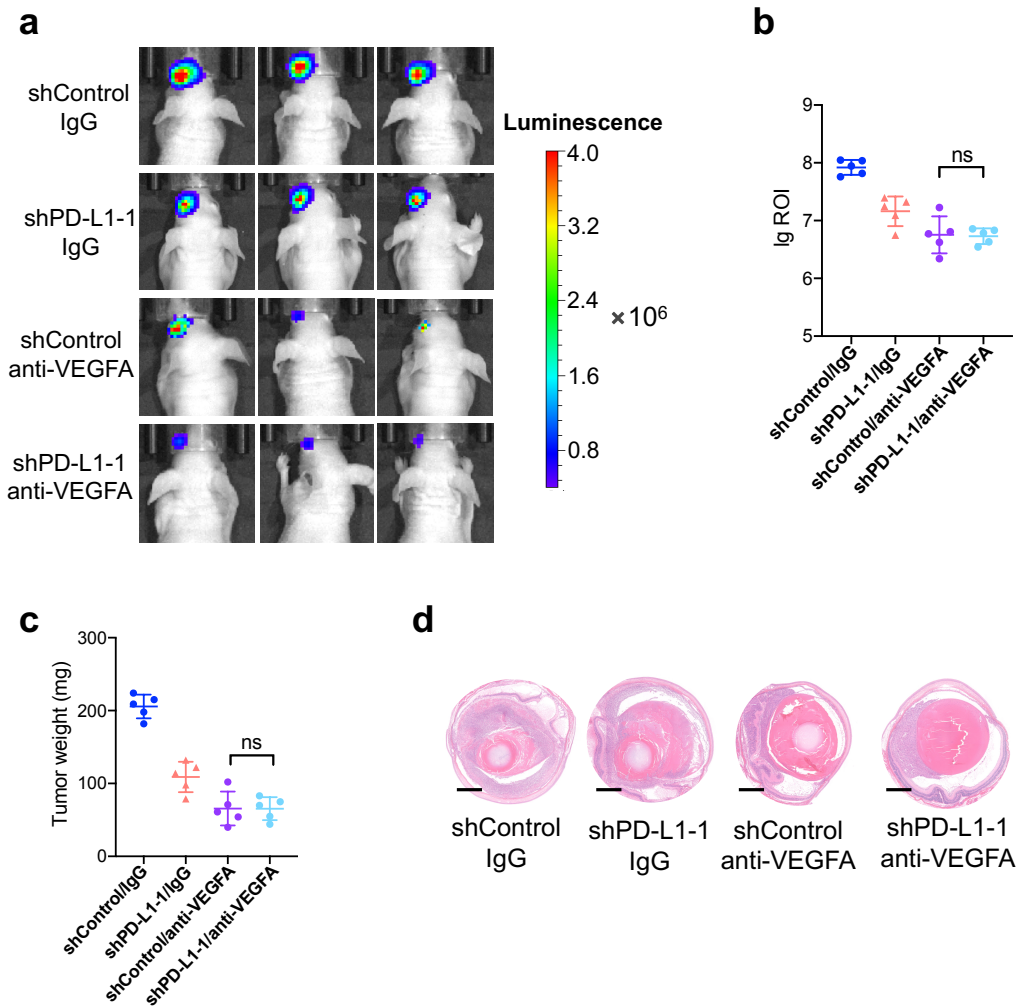 a
shControl
IgG
shPD-L1-1
IgG
shControl
anti-VEGFA
shPD-L1-1
anti-VEGFA
Luminescence
4.0
3.2
2.4
1.6
0.8
×10⁶
b
lg ROI
9
8
7
6
5
ns
shControl/IgG
shPD-L1-1/IgG
shControl/anti-VEGFA
shPD-L1-1/anti-VEGFA
c
Tumor weight (mg)
300
200
100
0
ns
shControl/IgG
shPD-L1-1/IgG
shControl/anti-VEGFA
shPD-L1-1/anti-VEGFA
d
shControl
IgG
shPD-L1-1
IgG
shControl
anti-VEGFA
shPD-L1-1
anti-VEGFA